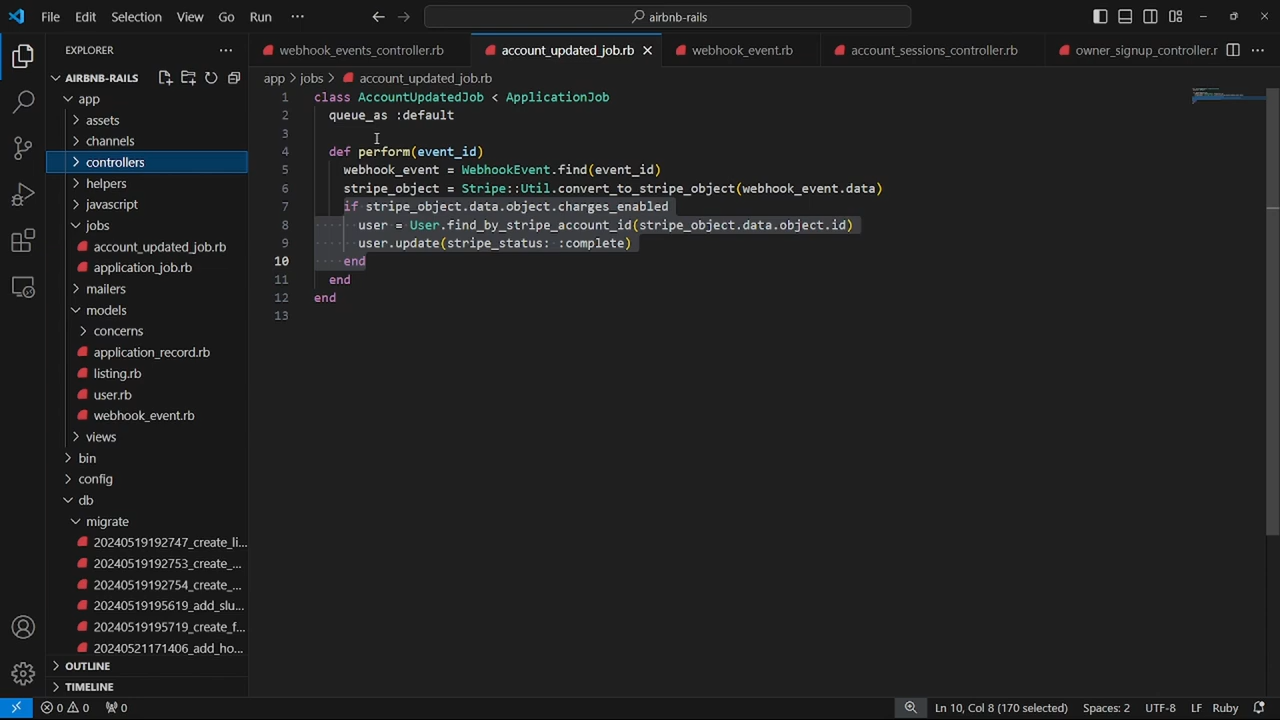 File Edit Selection View Go Run ··· airbnb-rails
EXPLORER ···
webhook_events_controller.rb account_updated_job.rb webhook_event.rb account_sessions_controller.rb owner_signup_controller.r ···
AIRBNB-RAILS
app > jobs > account_updated_job.rb
app
assets
channels
controllers
helpers
javascript
jobs
account_updated_job.rb
application_job.rb
mailers
models
concerns
application_record.rb
listing.rb
user.rb
webhook_event.rb
views
bin
config
db
migrate
20240519192747_create_li...
20240519192753_create_...
20240519192754_create_...
20240519195619_add_slu...
20240519195719_create_f...
20240521171406_add_ho...
OUTLINE
TIMELINE
1 class AccountUpdatedJob < ApplicationJob
2 queue_as :default
3
4 def perform(event_id)
5 webhook_event = WebhookEvent.find(event_id)
6 stripe_object = Stripe::Util.convert_to_stripe_object(webhook_event.data)
7 if stripe_object.data.object.charges_enabled
8 user = User.find_by_stripe_account_id(stripe_object.data.object.id)
9 user.update(stripe_status: :complete)
10 end
11 end
12 end
13
0 0 0 Ln 10, Col 8 (170 selected) Spaces: 2 UTF-8 LF Ruby